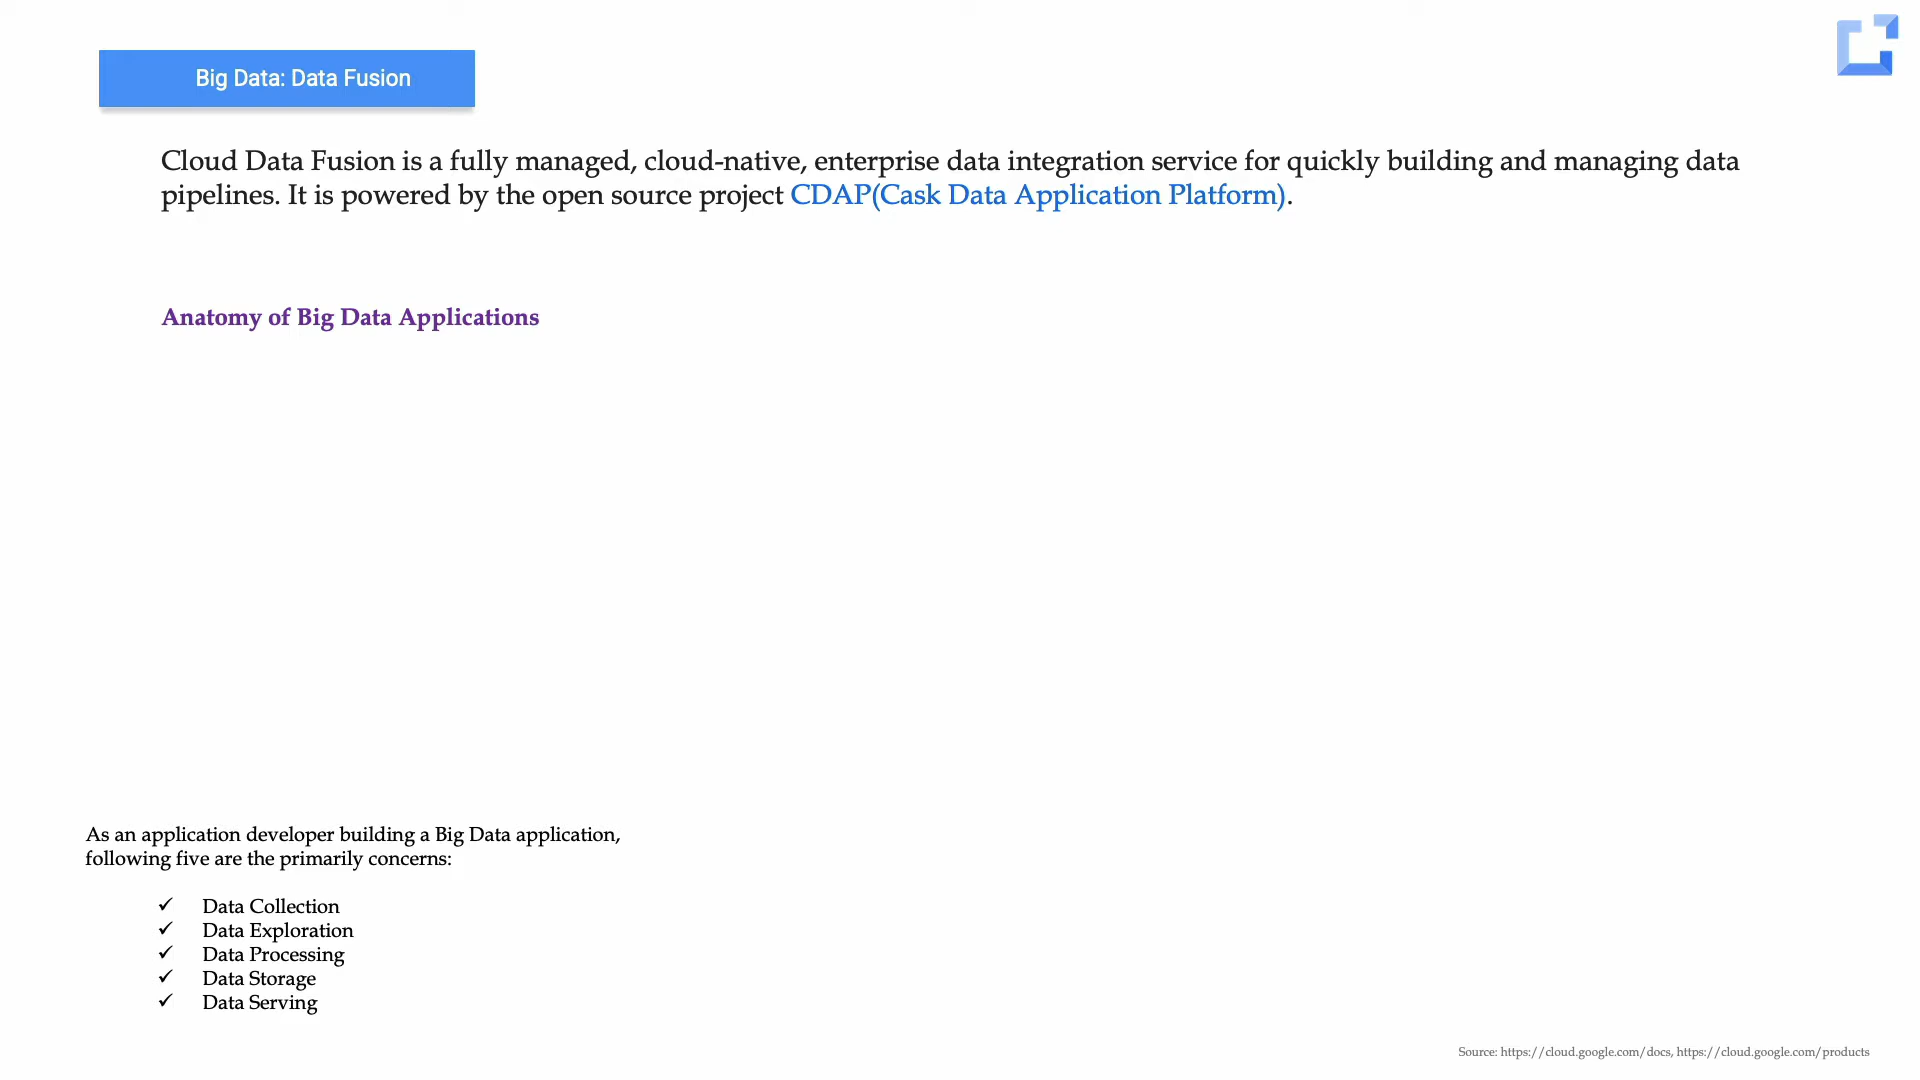 Big Data: Data Fusion
Cloud Data Fusion is a fully managed, cloud-native, enterprise data integration service for quickly building and managing data
pipelines. It is powered by the open source project CDAP(Cask Data Application Platform).
Anatomy of Big Data Applications
As an application developer building a Big Data application,
following five are the primarily concerns:
✓ Data Collection
✓ Data Exploration
✓ Data Processing
✓ Data Storage
✓ Data Serving
Source: https://cloud.google.com/docs, https://cloud.google.com/products